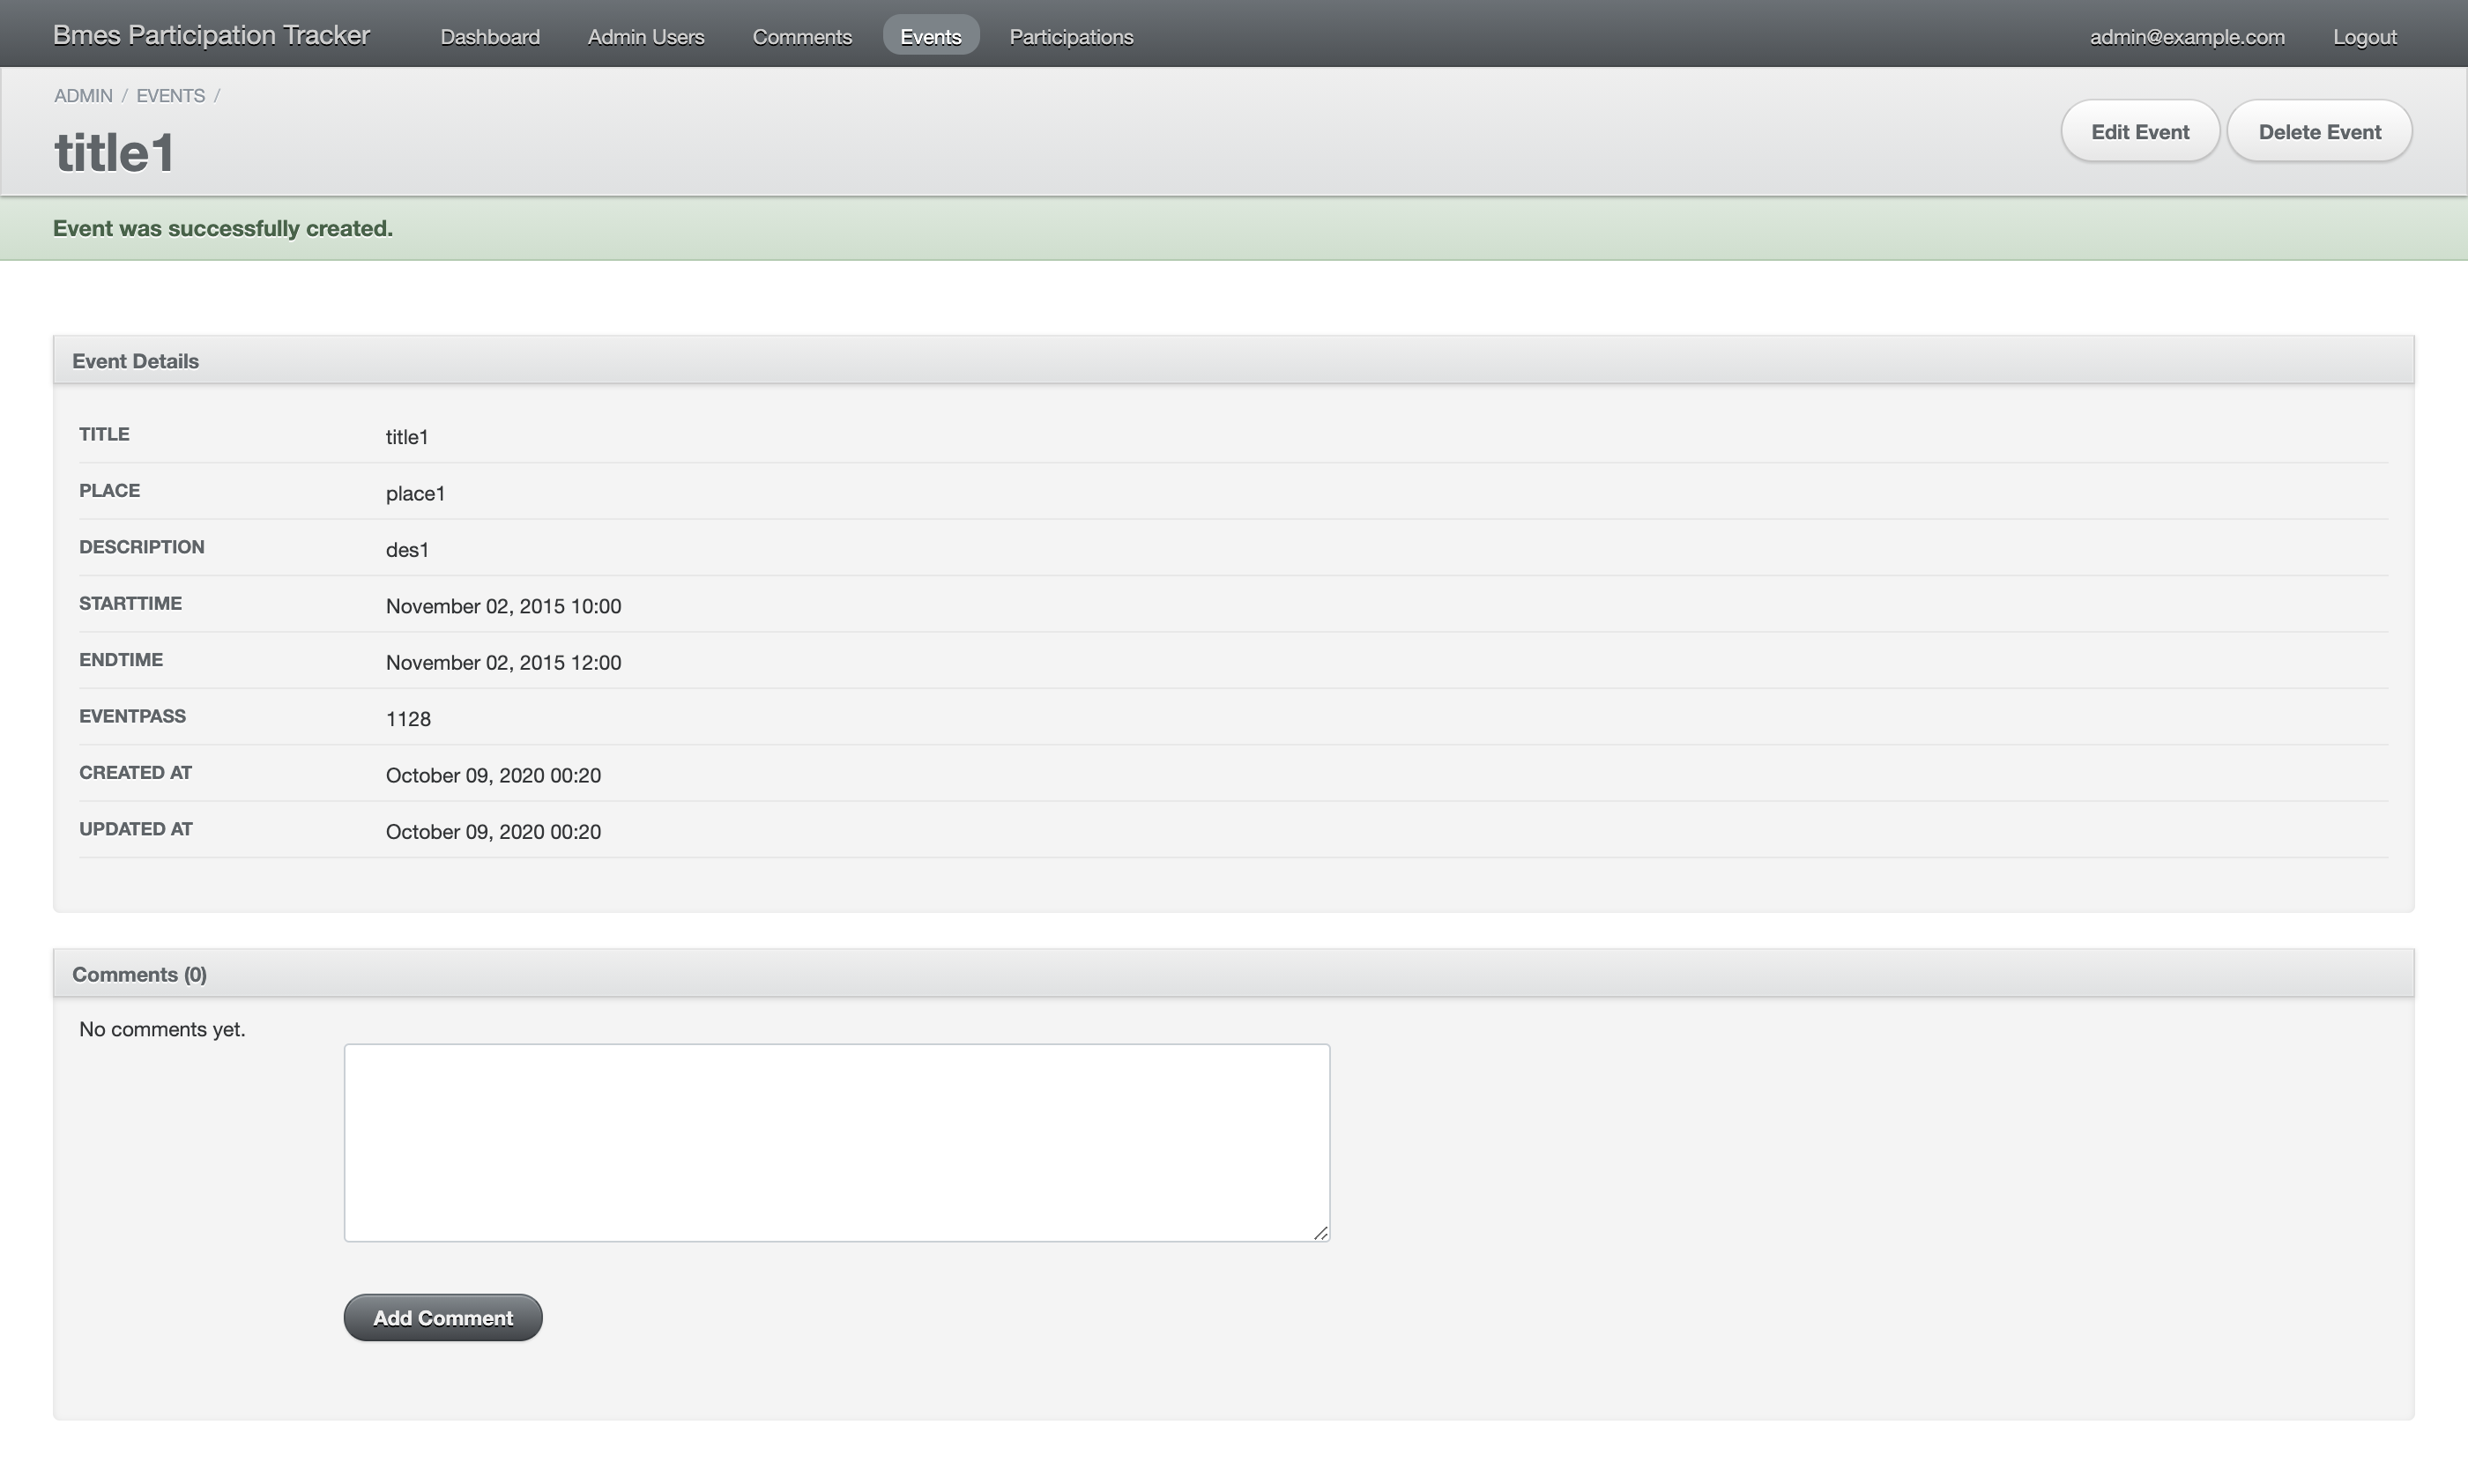 Bmes Participation Tracker Dashboard Admin Users Comments Events Participations admin@example.com Logout
ADMIN / EVENTS /
title1
Edit Event Delete Event
Event was successfully created.
Event Details
TITLE title1
PLACE place1
DESCRIPTION des1
STARTTIME November 02, 2015 10:00
ENDTIME November 02, 2015 12:00
EVENTPASS 1128
CREATED AT October 09, 2020 00:20
UPDATED AT October 09, 2020 00:20
Comments (0)
No comments yet.
Add Comment